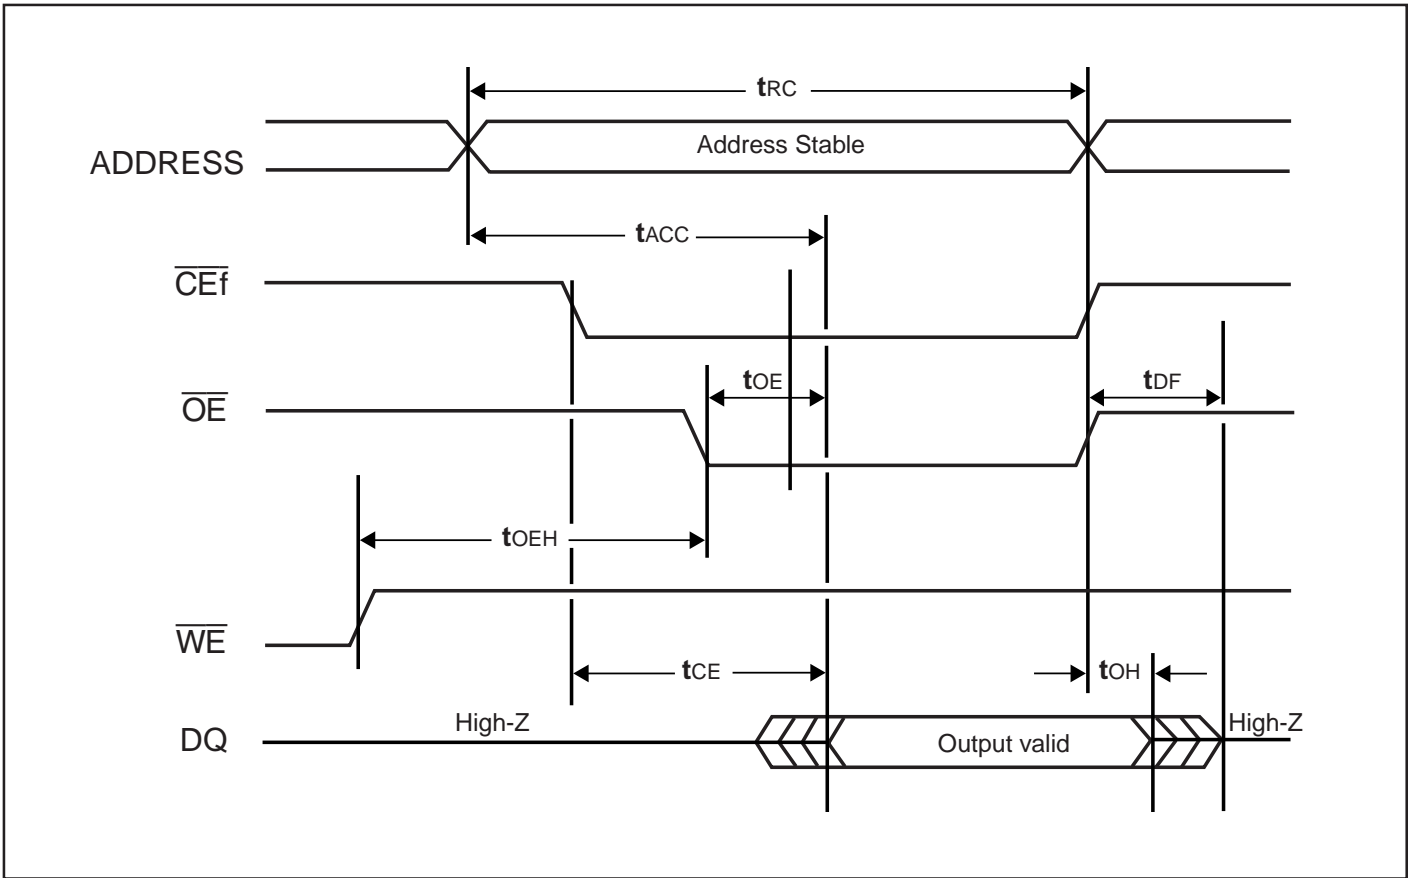 tRC
Address Stable
ADDRESS
tACC
CEf
tOE
tDF
OE
tOEH
WE
tCE
tOH
High-Z
High-Z
DQ
Output valid